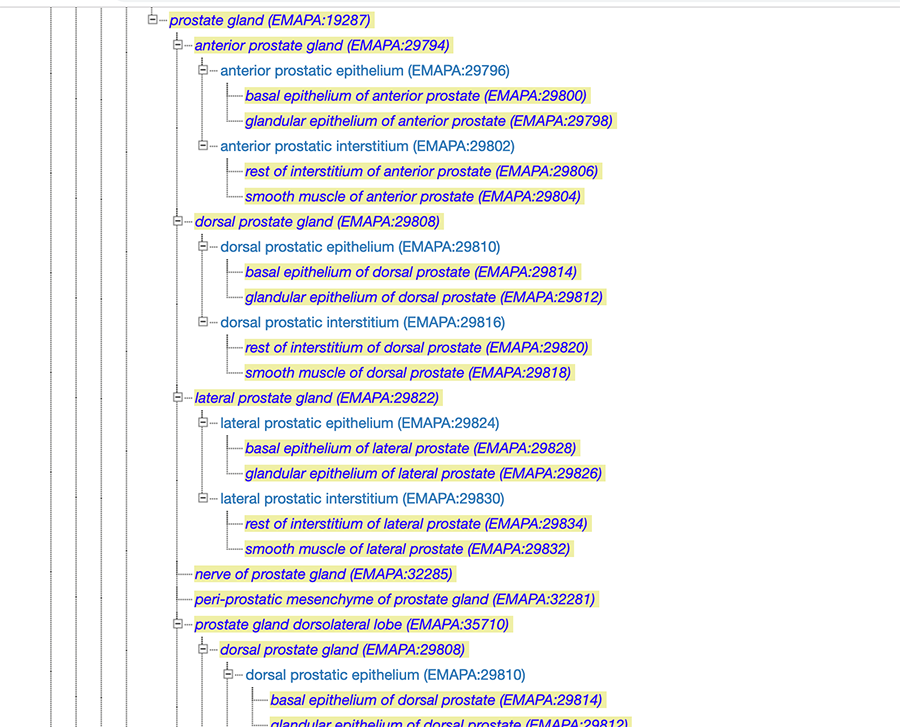 prostate gland (EMAPA:19287)
anterior prostate gland (EMAPA:29794)
anterior prostatic epithelium (EMAPA:29796)
basal epithelium of anterior prostate (EMAPA:29800)
glandular epithelium of anterior prostate (EMAPA:29798)
anterior prostatic interstitium (EMAPA:29802)
rest of interstitium of anterior prostate (EMAPA:29806)
smooth muscle of anterior prostate (EMAPA:29804)
dorsal prostate gland (EMAPA:29808)
dorsal prostatic epithelium (EMAPA:29810)
basal epithelium of dorsal prostate (EMAPA:29814)
glandular epithelium of dorsal prostate (EMAPA:29812)
dorsal prostatic interstitium (EMAPA:29816)
rest of interstitium of dorsal prostate (EMAPA:29820)
smooth muscle of dorsal prostate (EMAPA:29818)
lateral prostate gland (EMAPA:29822)
lateral prostatic epithelium (EMAPA:29824)
basal epithelium of lateral prostate (EMAPA:29828)
glandular epithelium of lateral prostate (EMAPA:29826)
lateral prostatic interstitium (EMAPA:29830)
rest of interstitium of lateral prostate (EMAPA:29834)
smooth muscle of lateral prostate (EMAPA:29832)
nerve of prostate gland (EMAPA:32285)
peri-prostatic mesenchyme of prostate gland (EMAPA:32281)
prostate gland dorsolateral lobe (EMAPA:35710)
dorsal prostate gland (EMAPA:29808)
dorsal prostatic epithelium (EMAPA:29810)
basal epithelium of dorsal prostate (EMAPA:29814)
glandular epithelium of dorsal prostate (EMAPA:29812)